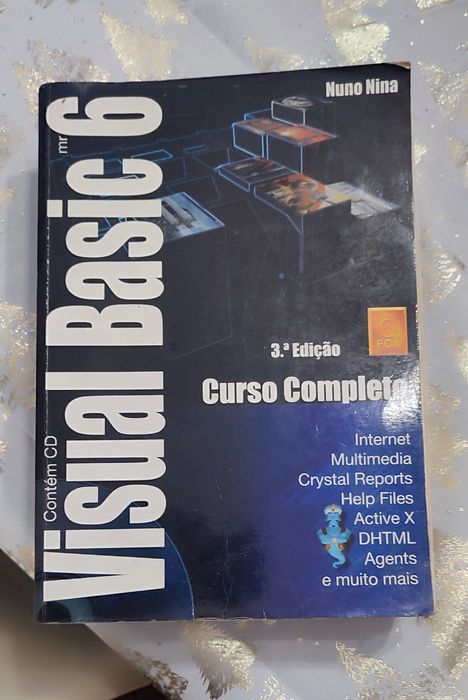 Nuno Nina
Visual Basic 6
mr
Contém CD
3.ª Edição
FCA
Curso Completo
Internet
Multimedia
Crystal Reports
Help Files
Active X
DHTML
Agents
e muito mais